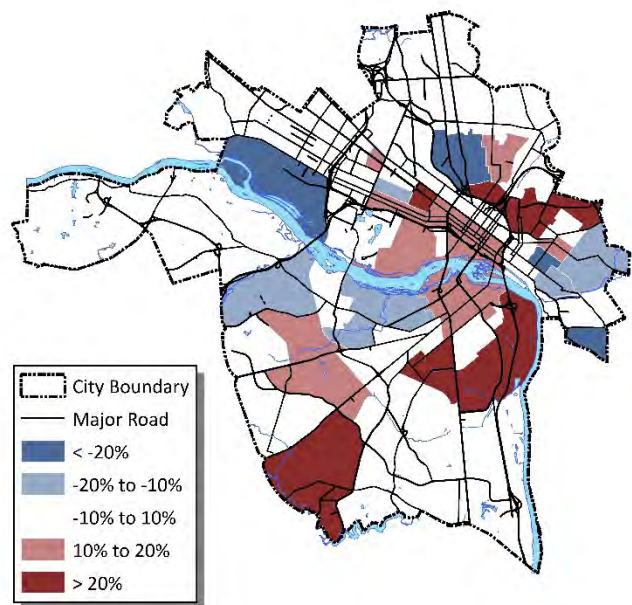 City Boundary
Major Road
< -20%
-20% to -10%
-10% to 10%
10% to 20%
> 20%